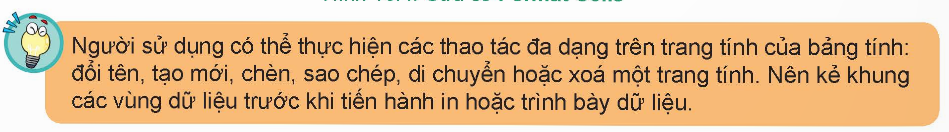 Người sử dụng có thể thực hiện các thao tác đa dạng trên trang tính của bảng tính:
đổi tên, tạo mới, chèn, sao chép, di chuyển hoặc xoá một trang tính. Nên kẻ khung
các vùng dữ liệu trước khi tiến hành in hoặc trình bày dữ liệu.